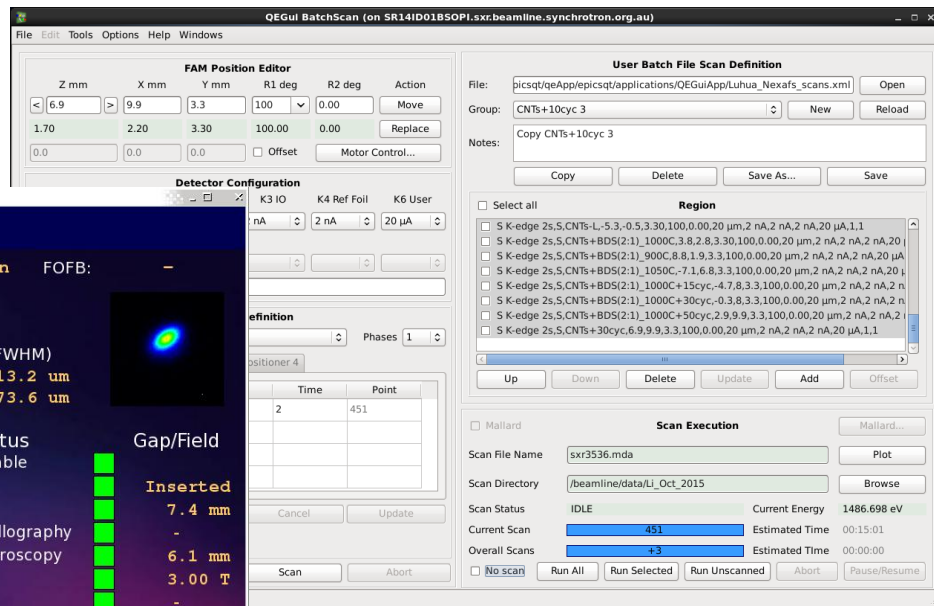 QEGui BatchScan (on SR14ID01BSOPI.sxr.beamline.synchrotron.org.au)
File Edit Tools Options Help Windows
FAM Position Editor
Z mm X mm Y mm R1 deg R2 deg Action
< 6.9 > 9.9 3.3 100 0.00 Move
1.70 2.20 3.30 100.00 0.00 Replace
0.0 0.0 0.0 Offset Motor Control...
Detector Configuration
K3 IO K4 Ref Foil K6 User
nA 2 nA 20 µA
efinition
Phases 1
ositioner 4
Time Point
2 451
Cancel Update
Scan Abort
n FOFB: –
FWHM)
13.2 um
73.6 um
tus Gap/Field
able
Inserted
7.4 mm
llography -
roscopy 6.1 mm
3.00 T
-
User Batch File Scan Definition
File: picsqt/qeApp/epicsqt/applications/QEGuiApp/Luhua_Nexafs_scans.xml Open
Group: CNTs+10cyc 3 New Reload
Notes: Copy CNTs+10cyc 3
Copy Delete Save As... Save
Select all Region
S K-edge 2s,S,CNTs-L,-5.3,-0.5,3.30,100,0.00,20 µm,2 nA,2 nA,2 nA,20 µA,1,1
S K-edge 2s,S,CNTs+BDS(2:1)_1000C,3.8,2.8,3.30,100,0.00,20 µm,2 nA,2 nA,2 nA,20 µ
S K-edge 2s,S,CNTs+BDS(2:1)_900C,8.8,1.9,3.3,100,0.00,20 µm,2 nA,2 nA,2 nA,20 µA
S K-edge 2s,S,CNTs+BDS(2:1)_1050C,-7.1,6.8,3.3,100,0.00,20 µm,2 nA,2 nA,2 nA,20 µ
S K-edge 2s,S,CNTs+BDS(2:1)_1000C+15cyc,-4.7,8,3.3,100,0.00,20 µm,2 nA,2 nA,2 n
S K-edge 2s,S,CNTs+BDS(2:1)_1000C+30cyc,-0.3,8,3.3,100,0.00,20 µm,2 nA,2 nA,2 n
S K-edge 2s,S,CNTs+BDS(2:1)_1000C+50cyc,2.9,9.9,3.3,100,0.00,20 µm,2 nA,2 nA,2 n
S K-edge 2s,S,CNTs+30cyc,6.9,9.9,3.3,100,0.00,20 µm,2 nA,2 nA,2 nA,20 µA,1,1
Up Down Delete Update Add Offset
Mallard Scan Execution Mallard...
Scan File Name sxr3536.mda Plot
Scan Directory /beamline/data/Li_Oct_2015 Browse
Scan Status IDLE Current Energy 1486.698 eV
Current Scan 451 Estimated Time 00:15:01
Overall Scans +3 Estimated TIme 00:00:00
No scan Run All Run Selected Run Unscanned Abort Pause/Resume